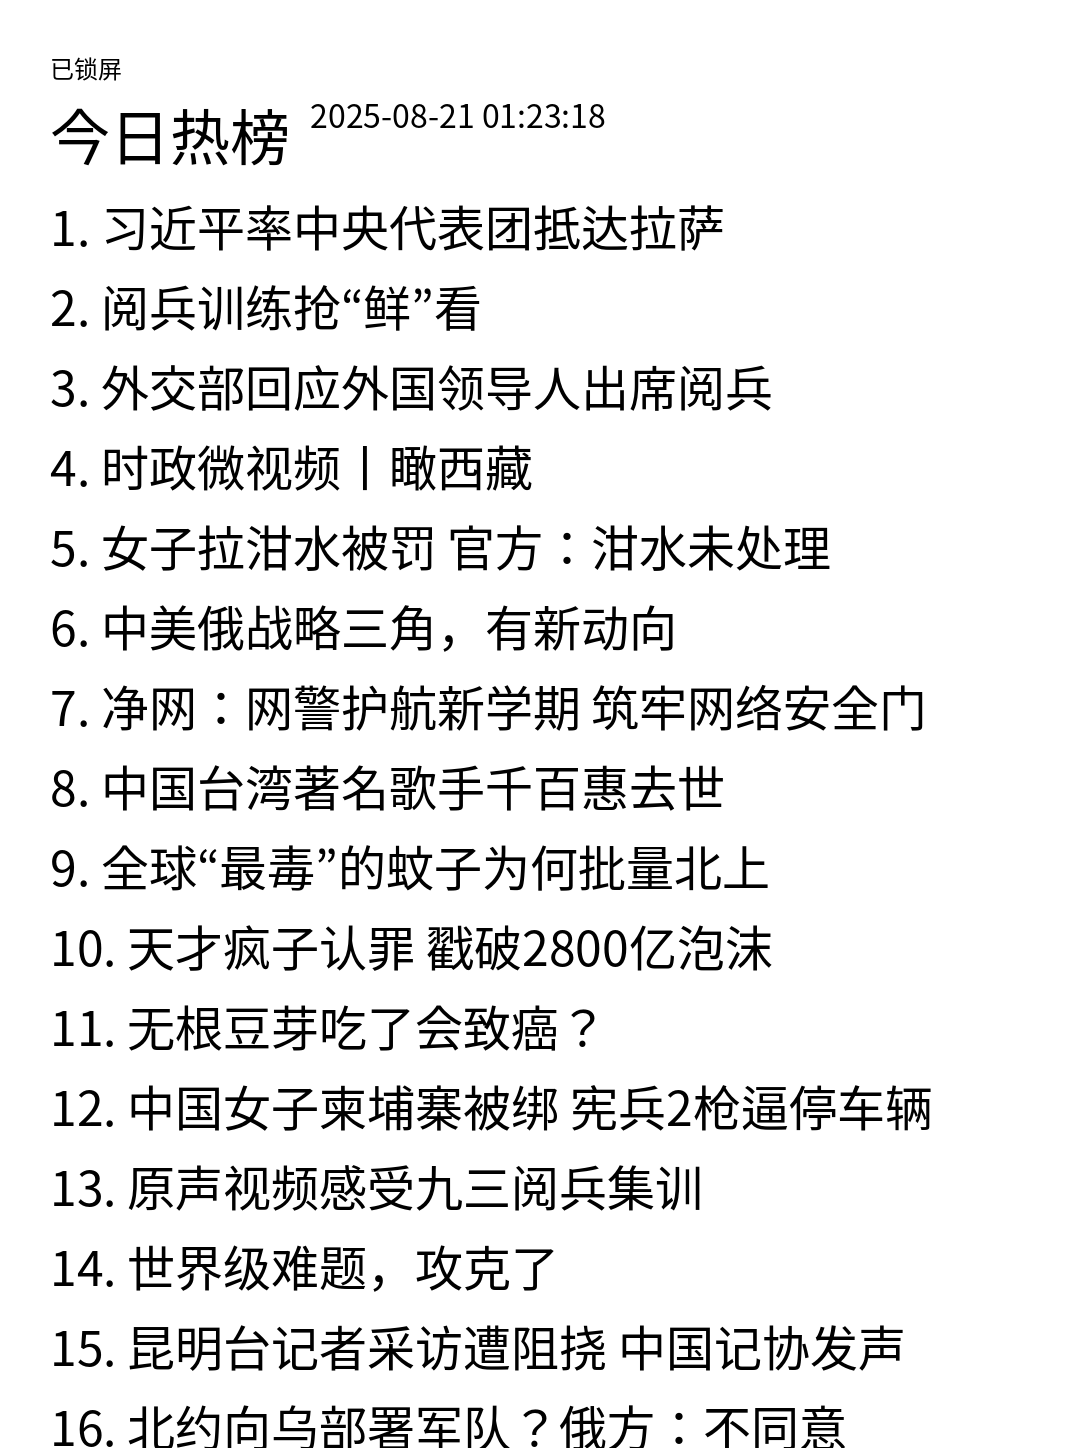 已锁屏
今日热榜 2025-08-21 01:23:18
1. 习近平率中央代表团抵达拉萨
2. 阅兵训练抢“鲜”看
3. 外交部回应外国领导人出席阅兵
4. 时政微视频丨瞰西藏
5. 女子拉泔水被罚 官方：泔水未处理
6. 中美俄战略三角，有新动向
7. 净网：网警护航新学期 筑牢网络安全门
8. 中国台湾著名歌手千百惠去世
9. 全球“最毒”的蚊子为何批量北上
10. 天才疯子认罪 戳破2800亿泡沫
11. 无根豆芽吃了会致癌？
12. 中国女子柬埔寨被绑 宪兵2枪逼停车辆
13. 原声视频感受九三阅兵集训
14. 世界级难题，攻克了
15. 昆明台记者采访遭阻挠 中国记协发声
16. 北约向乌部署军队？俄方：不同意